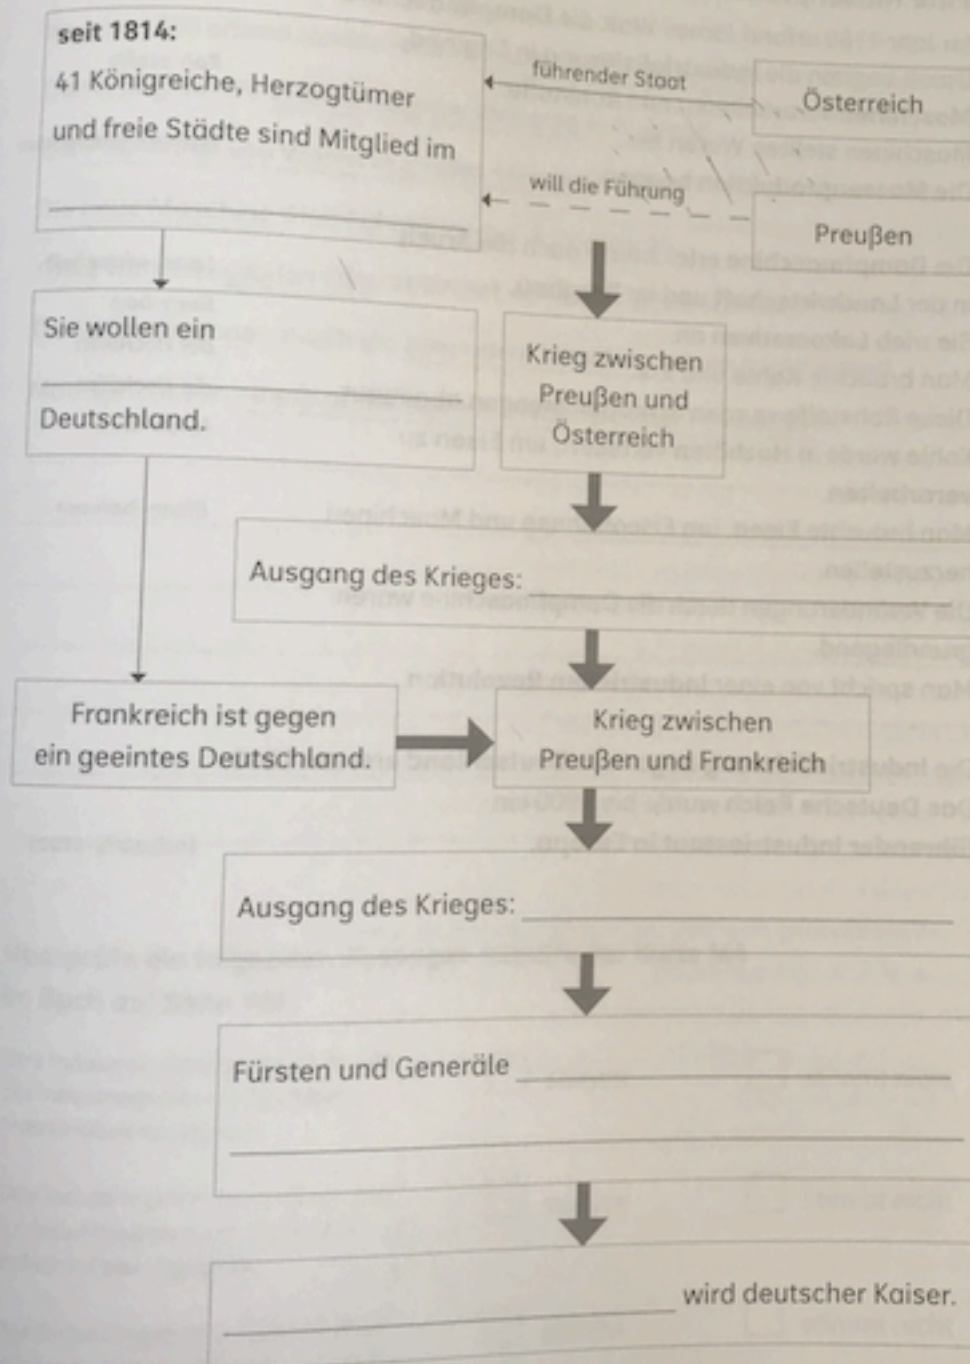 seit 1814:
41 Königreiche, Herzogtümer
und freie Städte sind Mitglied im
führender Staat
Österreich
will die Führung
Preußen
Sie wollen ein
Deutschland.
Krieg zwischen
Preußen und
Österreich
Ausgang des Krieges:
Frankreich ist gegen
ein geeintes Deutschland.
Krieg zwischen
Preußen und Frankreich
Ausgang des Krieges:
Fürsten und Generäle
wird deutscher Kaiser.